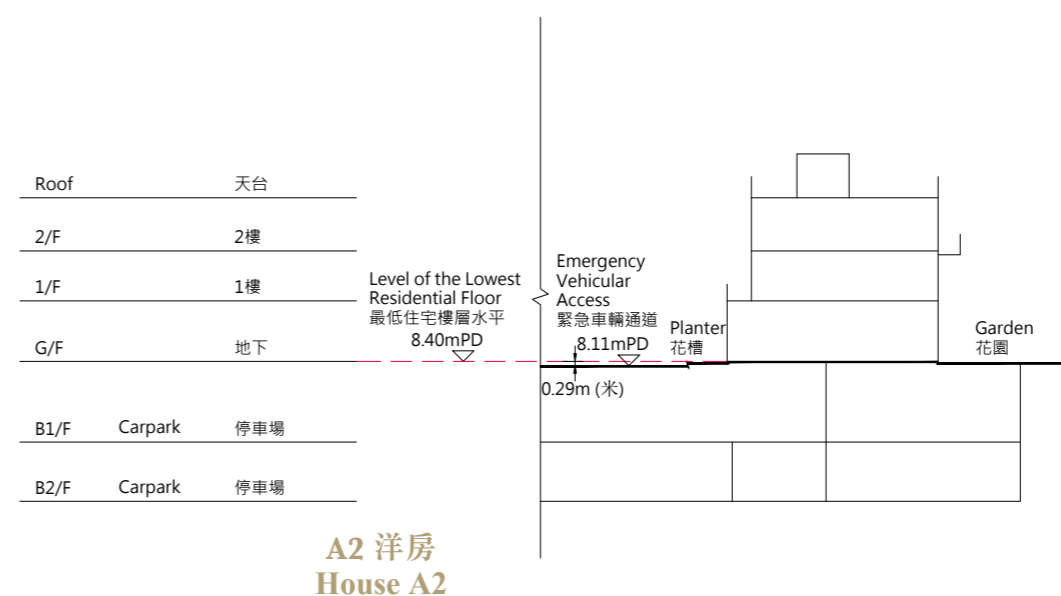 Roof 天台
2/F 2樓
1/F 1樓
G/F 地下
B1/F Carpark 停車場
B2/F Carpark 停車場
Level of the Lowest
Residential Floor
最低住宅樓層水平
8.40mPD
Emergency
Vehicular
Access
緊急車輛通道
8.11mPD
0.29m (米)
Planter
花槽
Garden
花園
A2 洋房
House A2